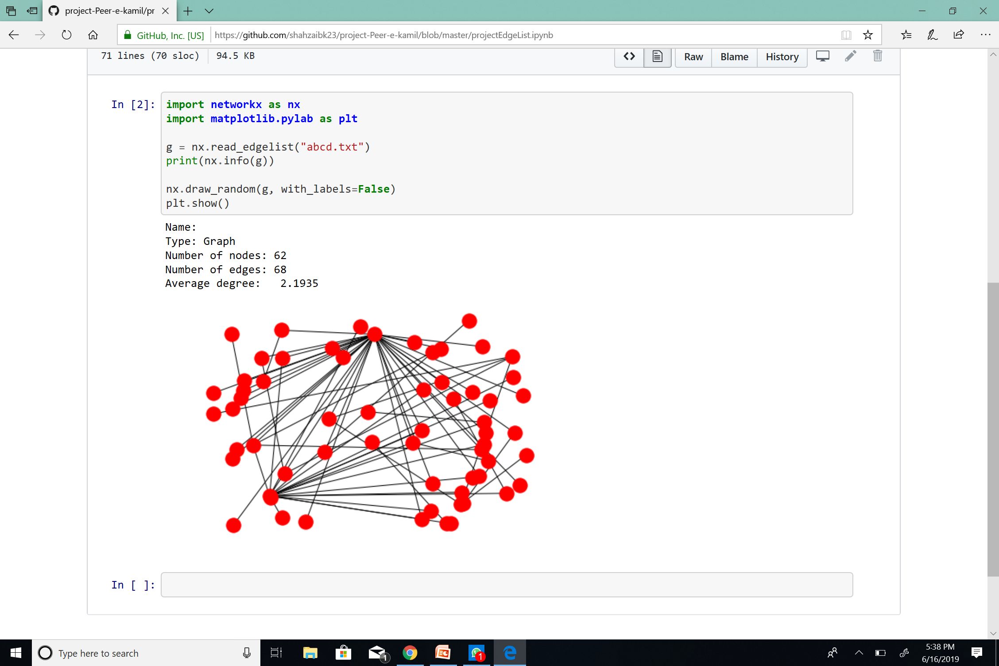 project-Peer-e-kamil/pr
GitHub, Inc. [US] https://github.com/shahzaibk23/project-Peer-e-kamil/blob/master/projectEdgeList.ipynb
71 lines (70 sloc) 94.5 KB
Raw Blame History
In [2]:
import networkx as nx
import matplotlib.pylab as plt
g = nx.read_edgelist("abcd.txt")
print(nx.info(g))
nx.draw_random(g, with_labels=False)
plt.show()
Name:
Type: Graph
Number of nodes: 62
Number of edges: 68
Average degree: 2.1935
In [ ]:
Type here to search
1
1
5:38 PM
6/16/2019